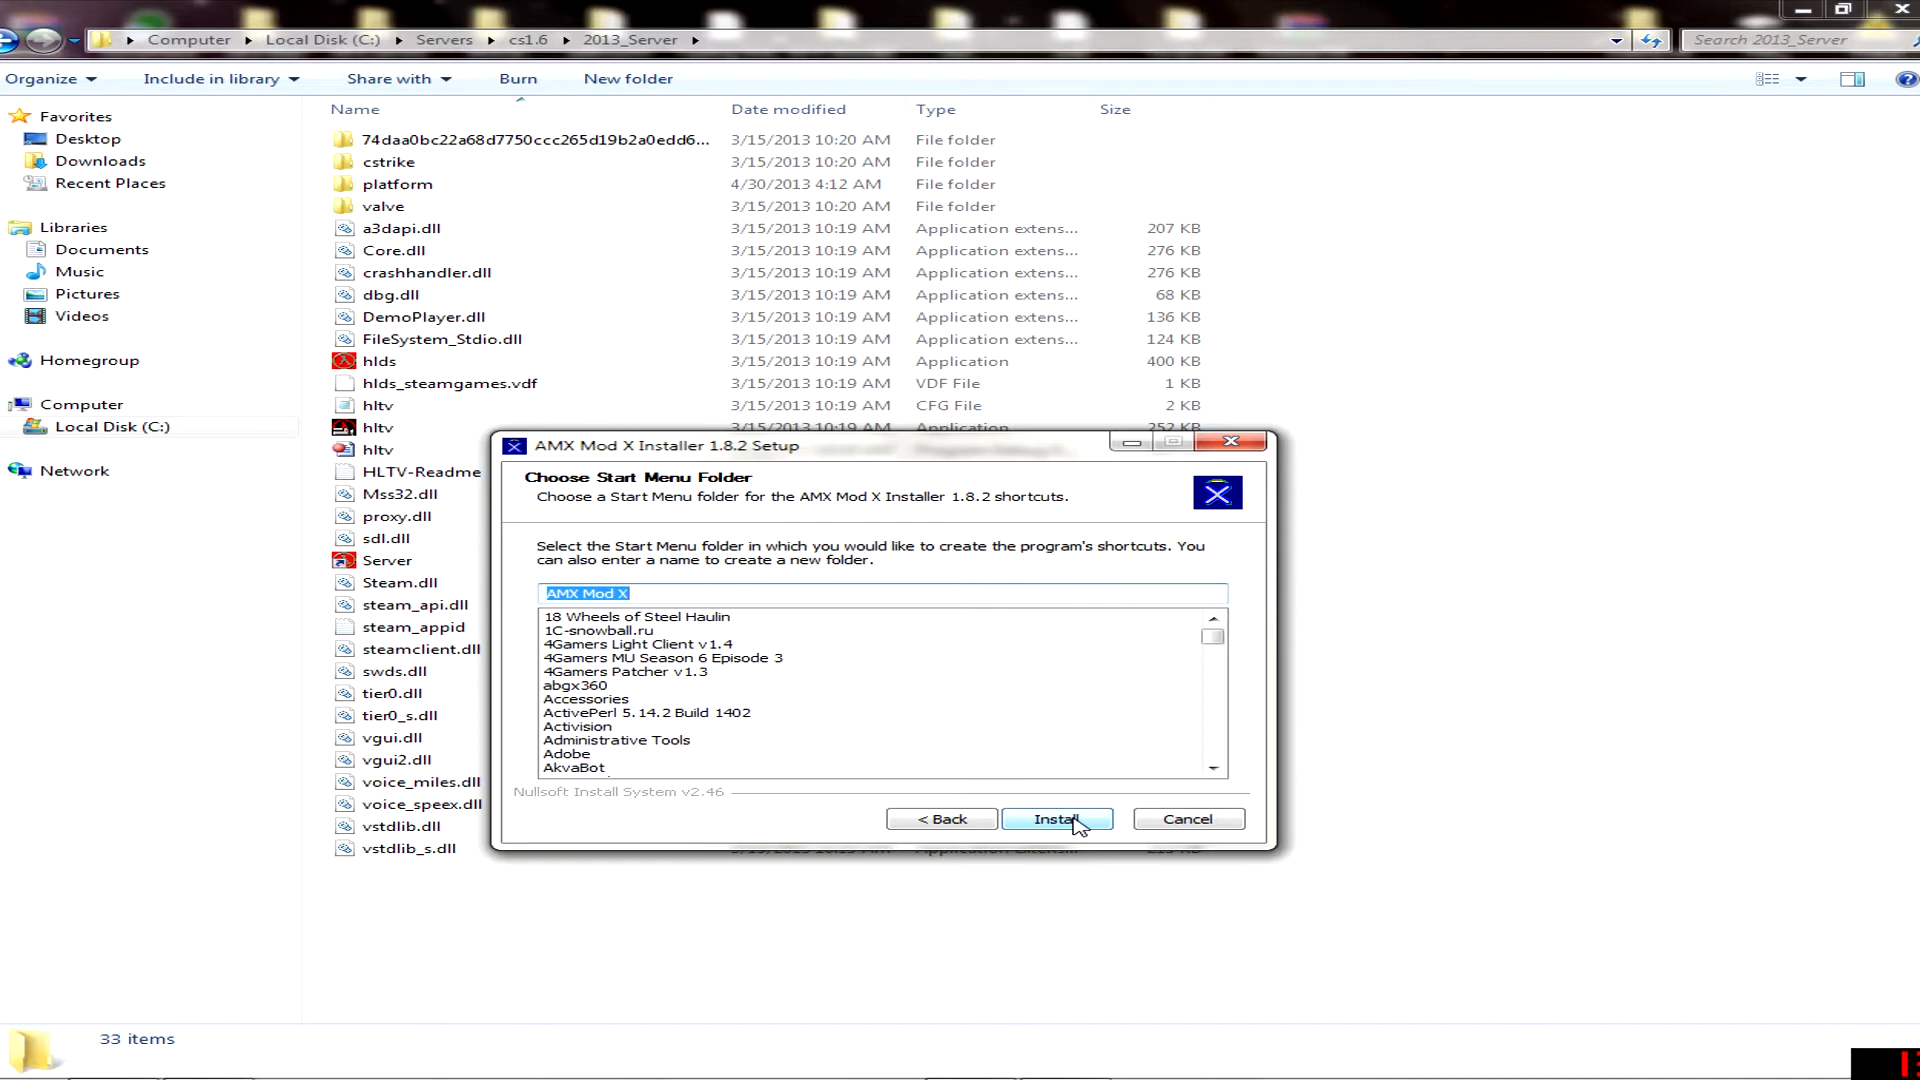 Computer Local Disk (C:) Servers cs1.6 2013_Server Search 2013_Server
Organize Include in library Share with Burn New folder
Name Date modified Type Size
Favorites
Desktop
Downloads
Recent Places
Libraries
Documents
Music
Pictures
Videos
Homegroup
Computer
Local Disk (C:)
Network
74daa0bc22a68d7750ccc265d19b2a0edd6... 3/15/2013 10:20 AM File folder
cstrike 3/15/2013 10:20 AM File folder
platform 4/30/2013 4:12 AM File folder
valve 3/15/2013 10:20 AM File folder
a3dapi.dll 3/15/2013 10:19 AM Application extens... 207 KB
Core.dll 3/15/2013 10:19 AM Application extens... 276 KB
crashhandler.dll 3/15/2013 10:19 AM Application extens... 276 KB
dbg.dll 3/15/2013 10:19 AM Application extens... 68 KB
DemoPlayer.dll 3/15/2013 10:19 AM Application extens... 136 KB
FileSystem_Stdio.dll 3/15/2013 10:19 AM Application extens... 124 KB
hlds 3/15/2013 10:19 AM Application 400 KB
hlds_steamgames.vdf 3/15/2013 10:19 AM VDF File 1 KB
hltv 3/15/2013 10:19 AM CFG File 2 KB
hltv 3/15/2013 10:19 AM Application 252 KB
hltv
HLTV-Readme
Mss32.dll
proxy.dll
sdl.dll
Server
Steam.dll
steam_api.dll
steam_appid
steamclient.dll
swds.dll
tier0.dll
tier0_s.dll
vgui.dll
vgui2.dll
voice_miles.dll
voice_speex.dll
vstdlib.dll
vstdlib_s.dll
AMX Mod X Installer 1.8.2 Setup
Choose Start Menu Folder
Choose a Start Menu folder for the AMX Mod X Installer 1.8.2 shortcuts.
Select the Start Menu folder in which you would like to create the program's shortcuts. You
can also enter a name to create a new folder.
AMX Mod X
18 Wheels of Steel Haulin
1C-snowball.ru
4Gamers Light Client v1.4
4Gamers MU Season 6 Episode 3
4Gamers Patcher v1.3
abgx360
Accessories
ActivePerl 5.14.2 Build 1402
Activision
Administrative Tools
Adobe
AkvaBot
Nullsoft Install System v2.46
< Back Install Cancel
33 items